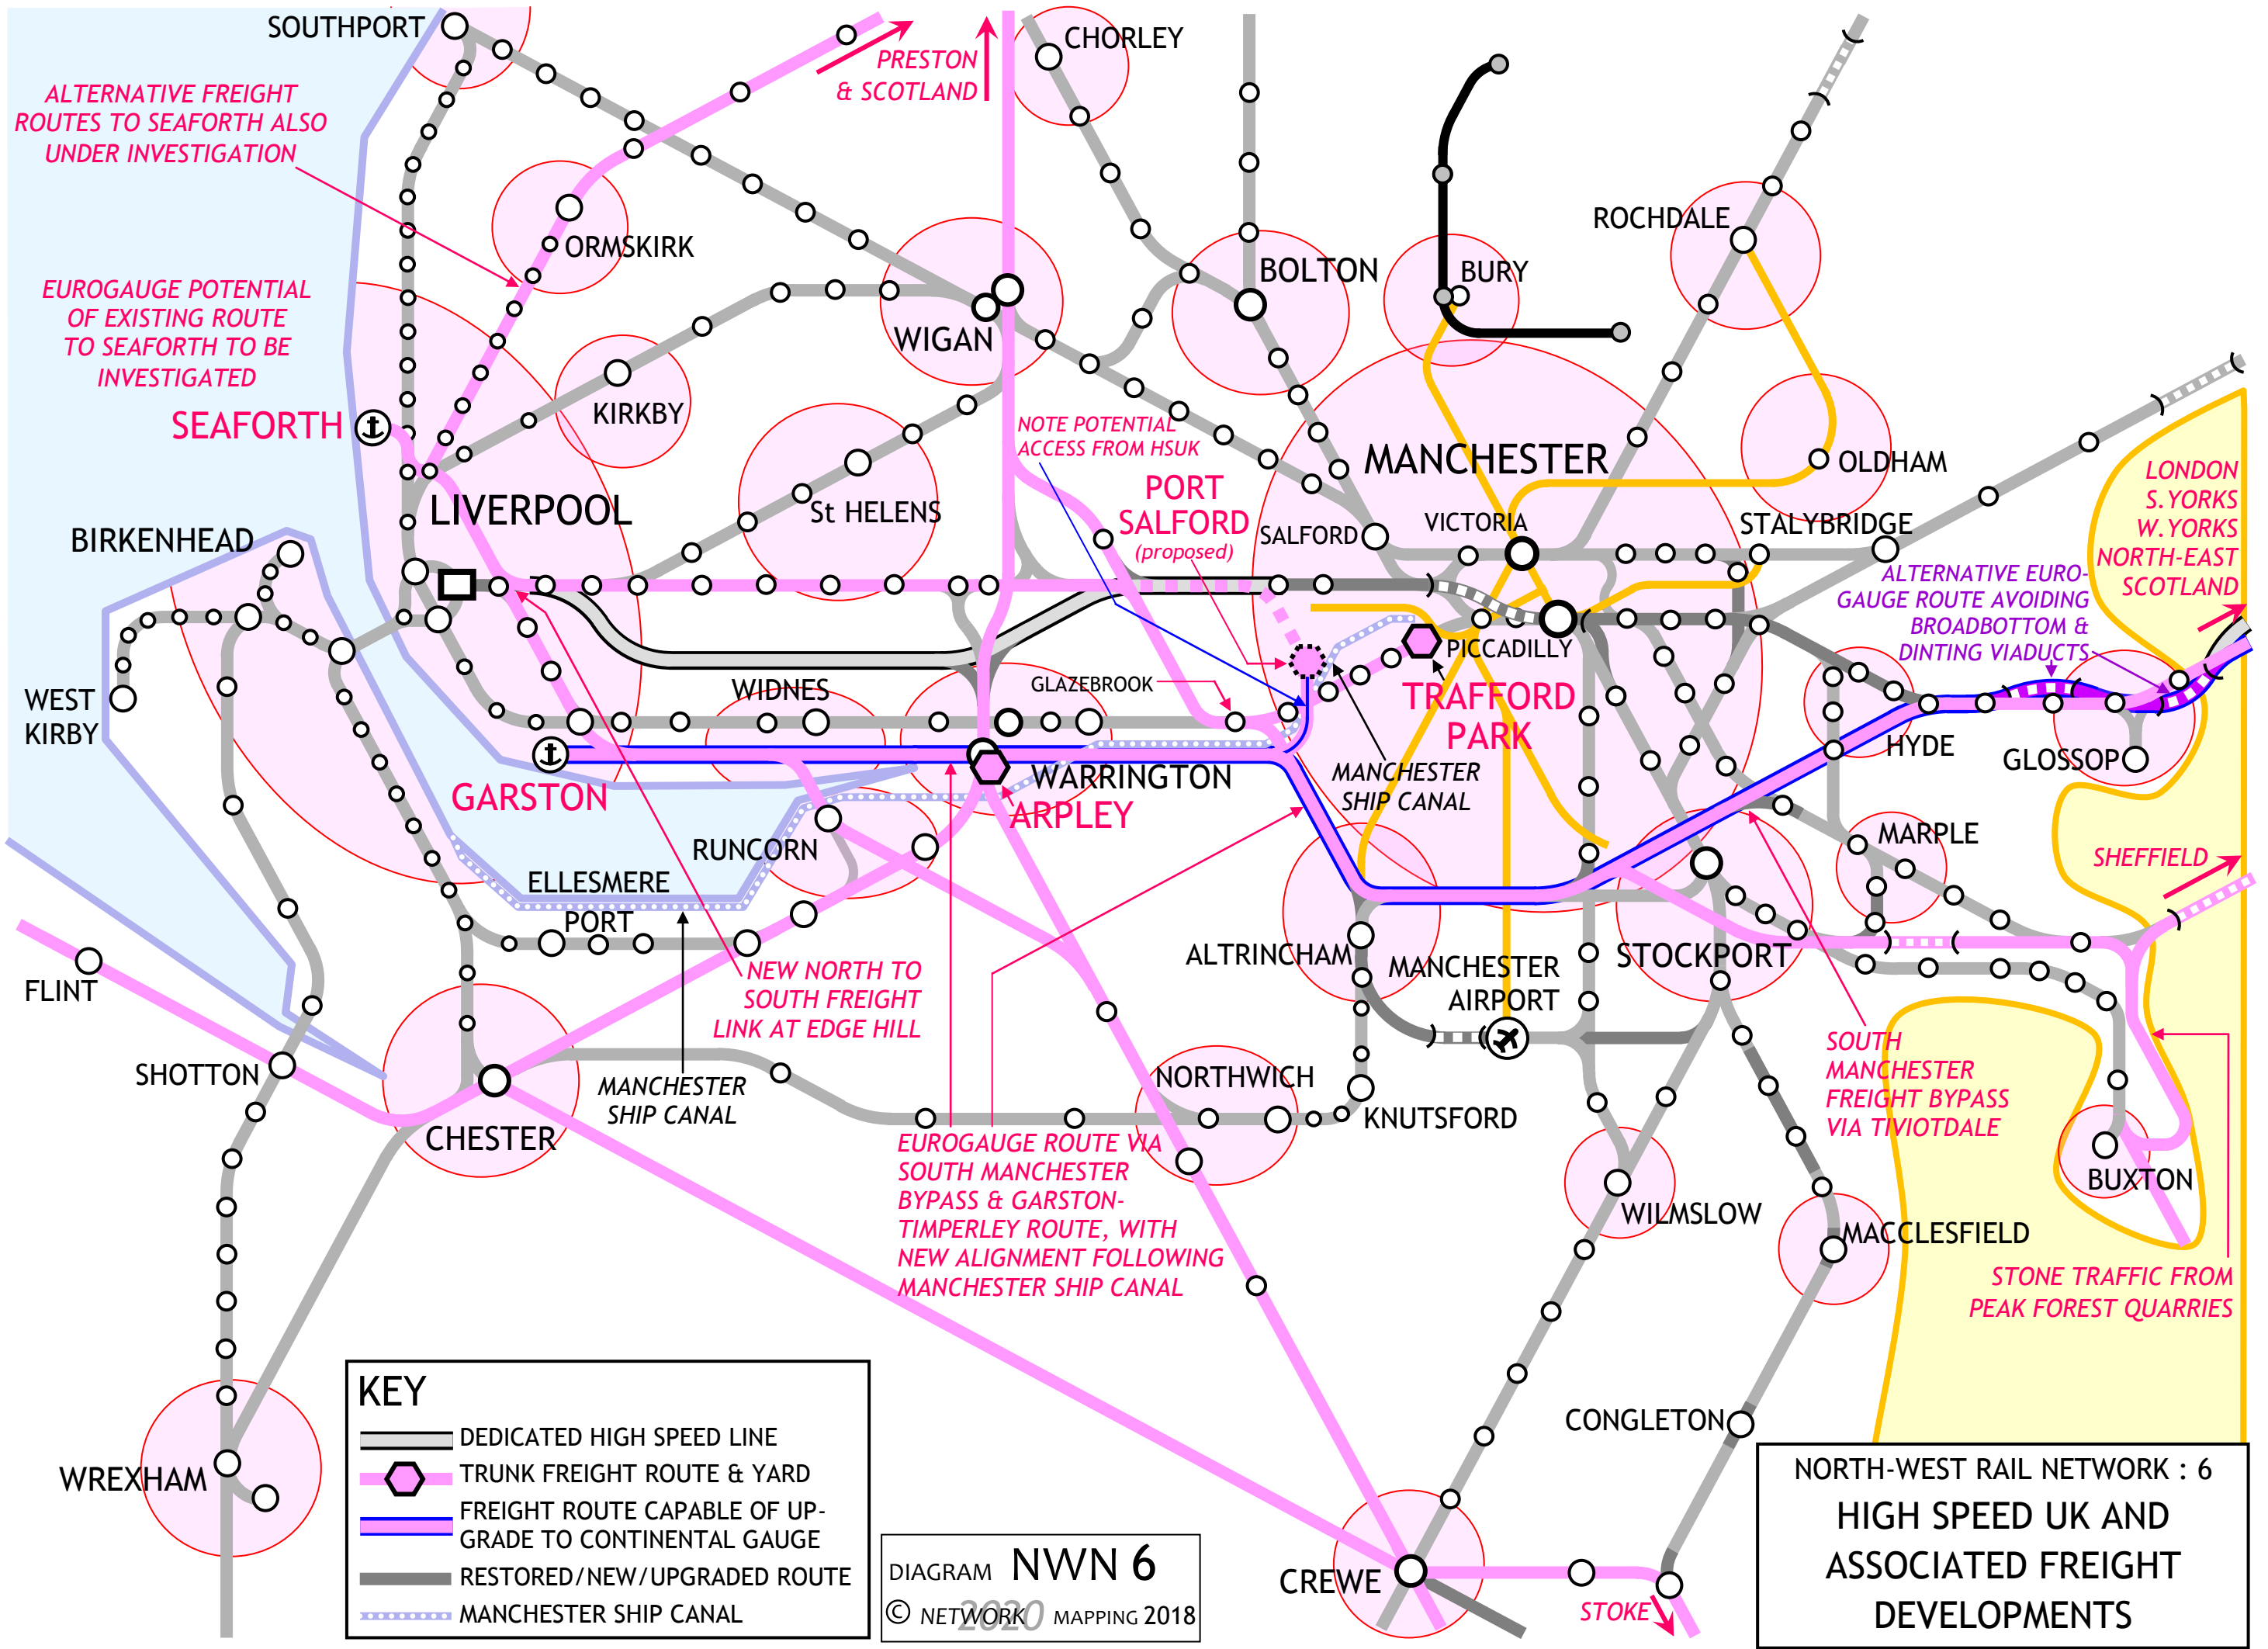 SOUTHPORT
PRESTON
& SCOTLAND
CHORLEY
ALTERNATIVE FREIGHT
ROUTES TO SEAFORTH ALSO
UNDER INVESTIGATION
ORMSKIRK
ROCHDALE
BOLTON
BURY
EUROGAUGE POTENTIAL
OF EXISTING ROUTE
TO SEAFORTH TO BE
INVESTIGATED
WIGAN
KIRKBY
SEAFORTH
NOTE POTENTIAL
ACCESS FROM HSUK
MANCHESTER
OLDHAM
LONDON
S.YORKS
W.YORKS
NORTH-EAST
SCOTLAND
LIVERPOOL
St HELENS
PORT
SALFORD
(proposed)
SALFORD
VICTORIA
STALYBRIDGE
BIRKENHEAD
ALTERNATIVE EURO-
GAUGE ROUTE AVOIDING
BROADBOTTOM &
DINTING VIADUCTS
PICCADILLY
WEST
KIRBY
WIDNES
GLAZEBROOK
TRAFFORD
PARK
HYDE
GLOSSOP
GARSTON
WARRINGTON
ARPLEY
MANCHESTER
SHIP CANAL
RUNCORN
MARPLE
SHEFFIELD
ELLESMERE
PORT
ALTRINCHAM
STOCKPORT
MANCHESTER
AIRPORT
FLINT
NEW NORTH TO
SOUTH FREIGHT
LINK AT EDGE HILL
SHOTTON
MANCHESTER
SHIP CANAL
NORTHWICH
KNUTSFORD
SOUTH
MANCHESTER
FREIGHT BYPASS
VIA TIVIOTDALE
CHESTER
EUROGAUGE ROUTE VIA
SOUTH MANCHESTER
BYPASS & GARSTON-
TIMPERLEY ROUTE, WITH
NEW ALIGNMENT FOLLOWING
MANCHESTER SHIP CANAL
BUXTON
WILMSLOW
MACCLESFIELD
STONE TRAFFIC FROM
PEAK FOREST QUARRIES
WREXHAM
CONGLETON
CREWE
STOKE
KEY
DEDICATED HIGH SPEED LINE
TRUNK FREIGHT ROUTE & YARD
FREIGHT ROUTE CAPABLE OF UP-
GRADE TO CONTINENTAL GAUGE
RESTORED/NEW/UPGRADED ROUTE
MANCHESTER SHIP CANAL
DIAGRAM NWN 6
© NETWORK 2020 MAPPING 2018
NORTH-WEST RAIL NETWORK : 6
HIGH SPEED UK AND
ASSOCIATED FREIGHT
DEVELOPMENTS